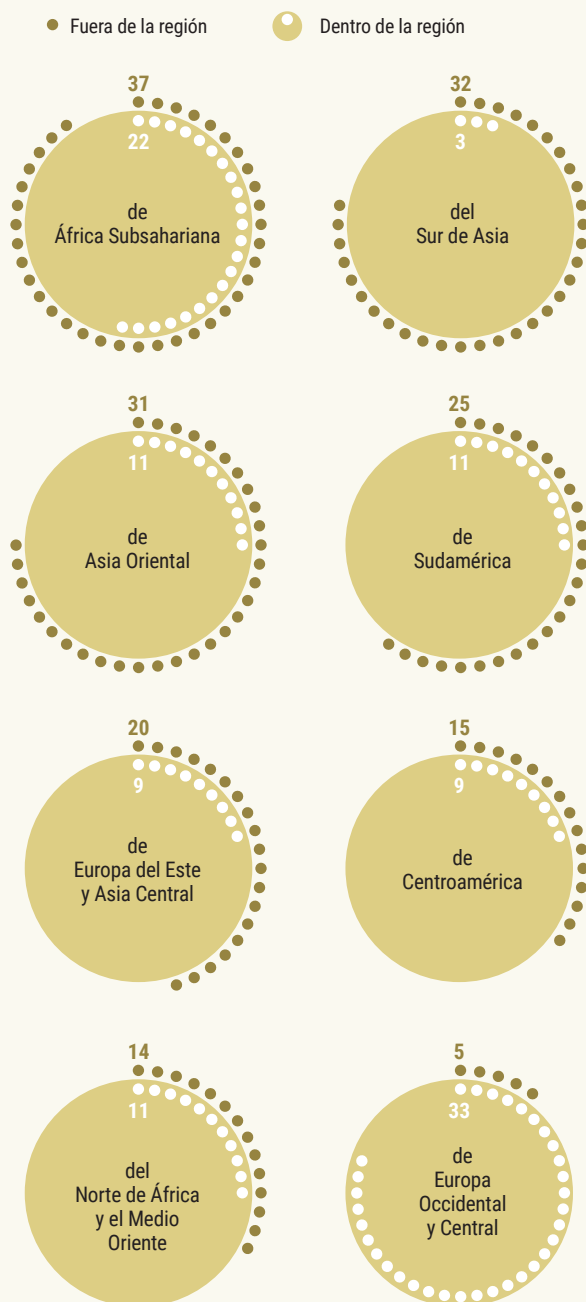 Fuera de la región
Dentro de la región
37
22
de
África Subsahariana
32
3
del
Sur de Asia
31
11
de
Asia Oriental
25
11
de
Sudamérica
20
9
de
Europa del Este
y Asia Central
15
9
de
Centroamérica
14
11
del
Norte de África
y el Medio
Oriente
5
33
de
Europa
Occidental
y Central